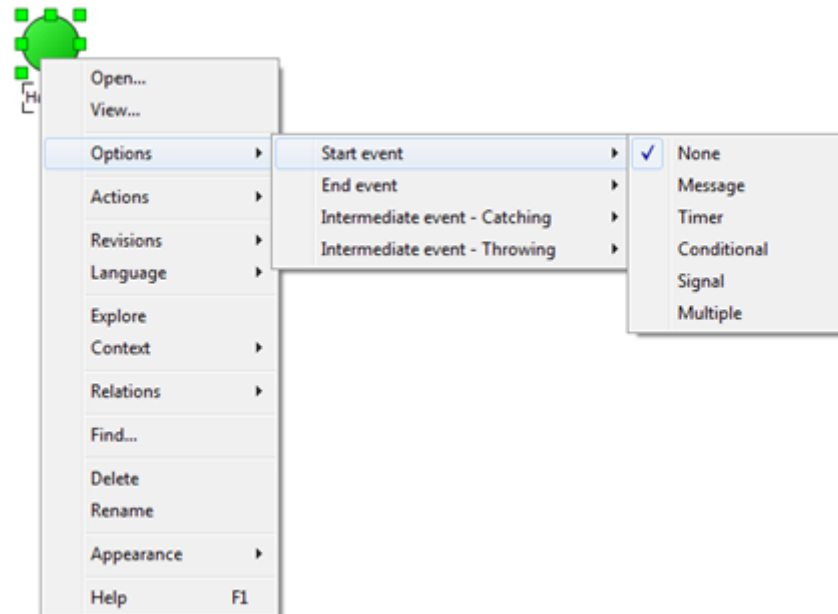 Open...
View...
Options
Actions
Revisions
Language
Explore
Context
Relations
Find...
Delete
Rename
Appearance
Help F1
Start event
End event
Intermediate event - Catching
Intermediate event - Throwing
None
Message
Timer
Conditional
Signal
Multiple